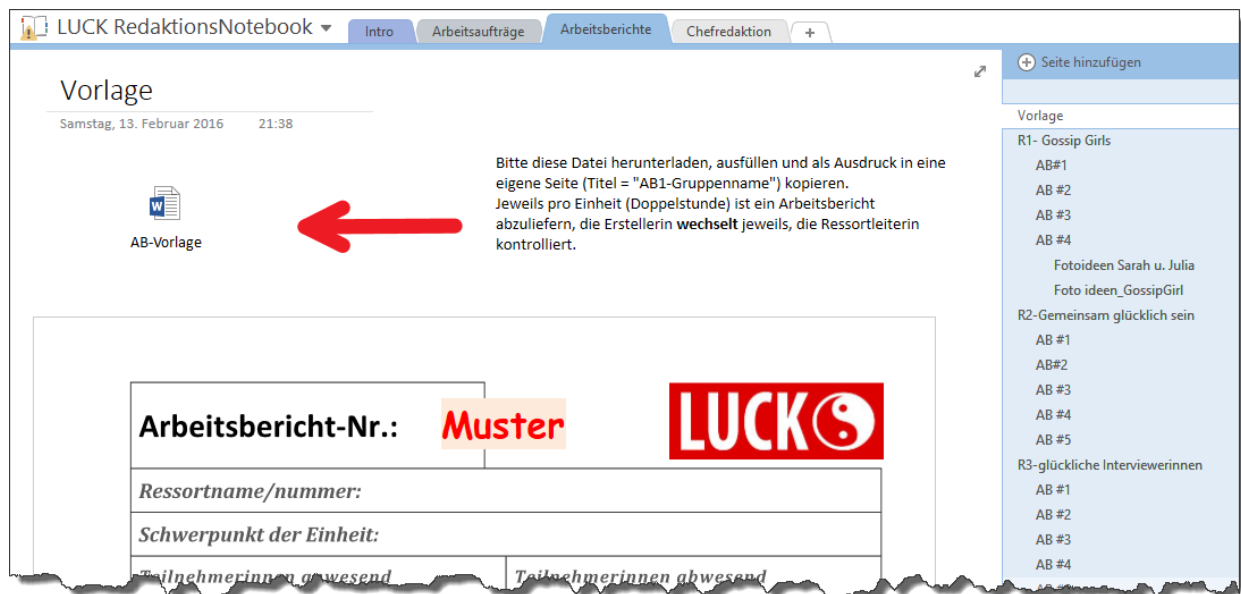 LUCK RedaktionsNotebook
Intro
Arbeitsaufträge
Arbeitsberichte
Chefredaktion
+
Vorlage
Samstag, 13. Februar 2016 21:38
AB-Vorlage
Bitte diese Datei herunterladen, ausfüllen und als Ausdruck in eine
eigene Seite (Titel = "AB1-Gruppenname") kopieren.
Jeweils pro Einheit (Doppelstunde) ist ein Arbeitsbericht
abzuliefern, die Erstellerin wechselt jeweils, die Ressortleiterin
kontrolliert.
Arbeitsbericht-Nr.: Muster
LUCK
Ressortname/nummer:
Schwerpunkt der Einheit:
Teilnehmerinnen anwesend
Teilnehmerinnen abwesend
Seite hinzufügen
Vorlage
R1- Gossip Girls
AB#1
AB #2
AB #3
AB #4
Fotoideen Sarah u. Julia
Foto ideen_GossipGirl
R2-Gemeinsam glücklich sein
AB #1
AB#2
AB #3
AB #4
AB #5
R3-glückliche Interviewerinnen
AB #1
AB #2
AB #3
AB #4